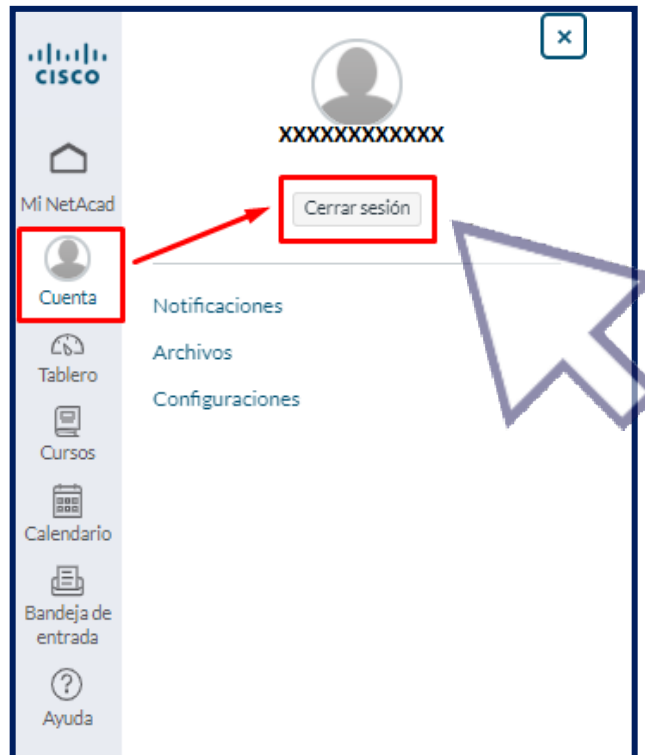 CISCO
×
XXXXXXXXXXXX
Mi NetAcad
Cerrar sesión
Cuenta
Notificaciones
Archivos
Configuraciones
Tablero
Cursos
Calendario
Bandeja de
entrada
?
Ayuda